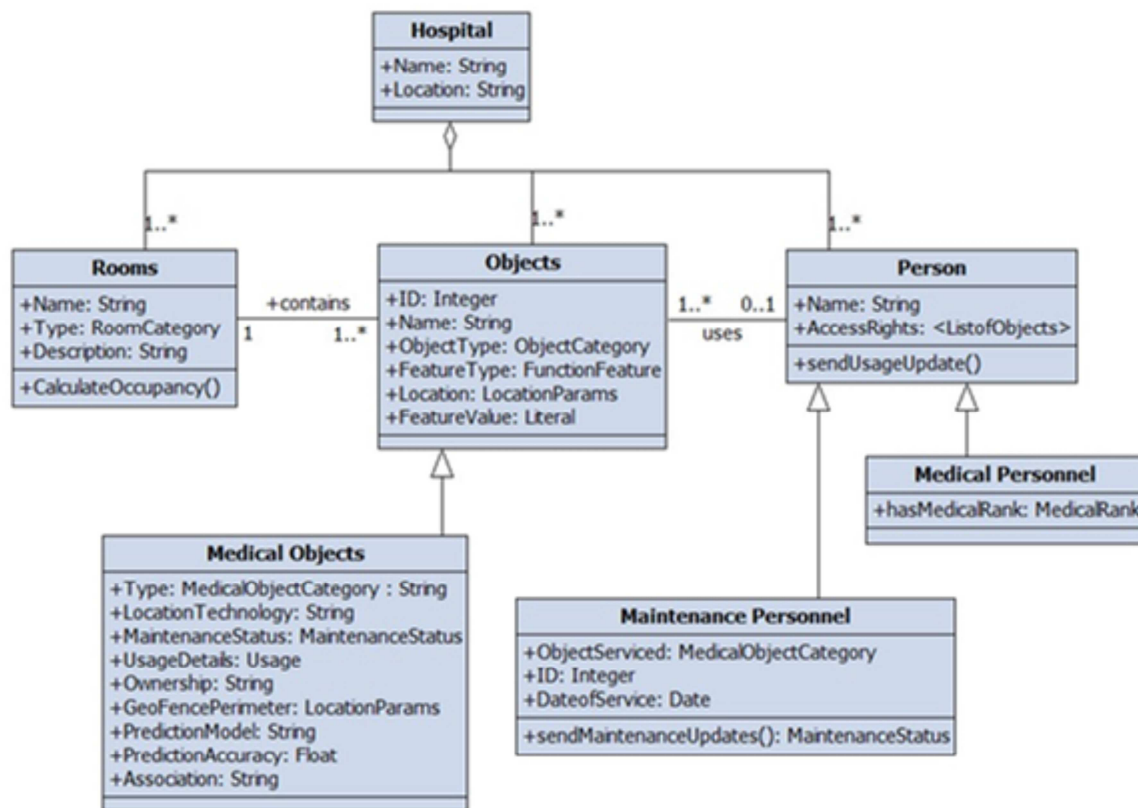 Hospital
+Name: String
+Location: String
1..*
1..*
1..*
Rooms
+Name: String
+Type: RoomCategory
+Description: String
+CalculateOccupancy()
+contains
1
1..*
Objects
+ID: Integer
+Name: String
+ObjectType: ObjectCategory
+FeatureType: FunctionFeature
+Location: LocationParams
+FeatureValue: Literal
1..*
0..1
uses
Person
+Name: String
+AccessRights: <ListofObjects>
+sendUsageUpdate()
Medical Personnel
+hasMedicalRank: MedicalRank
Medical Objects
+Type: MedicalObjectCategory : String
+LocationTechnology: String
+MaintenanceStatus: MaintenanceStatus
+UsageDetails: Usage
+Ownership: String
+GeoFencePerimeter: LocationParams
+PredictionModel: String
+PredictionAccuracy: Float
+Association: String
Maintenance Personnel
+ObjectServiced: MedicalObjectCategory
+ID: Integer
+DateofService: Date
+sendMaintenanceUpdates(): MaintenanceStatus